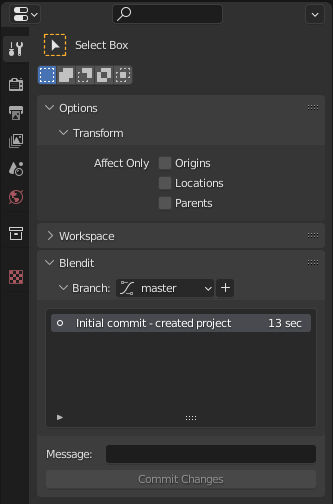 Select Box
Options
Transform
Affect Only Origins
Locations
Parents
Workspace
Blendit
Branch: master
Initial commit - created project 13 sec
Message:
Commit Changes